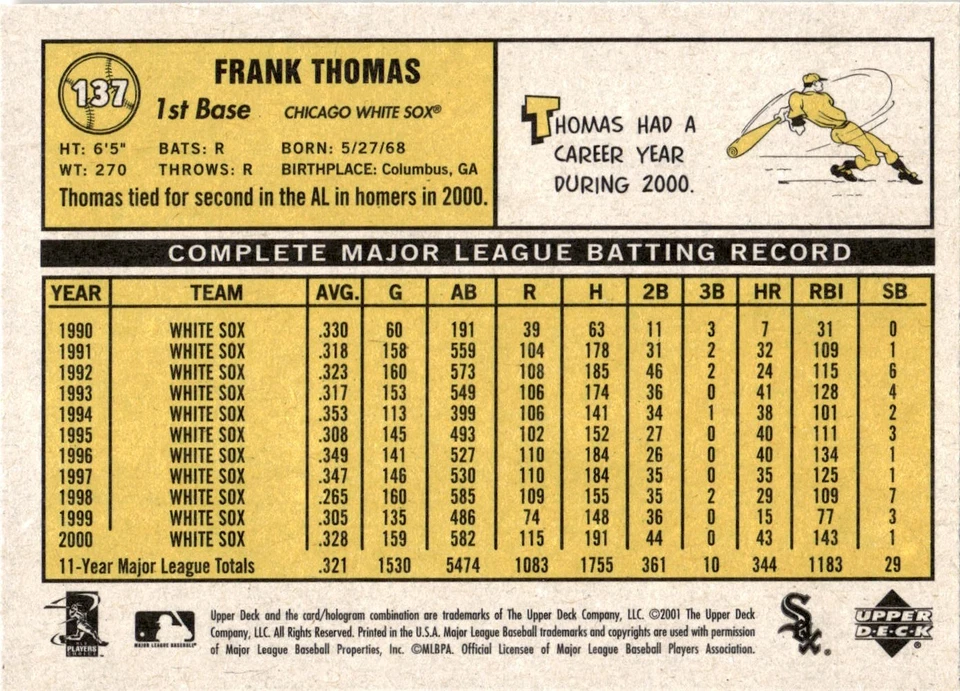 137
FRANK THOMAS
1st Base CHICAGO WHITE SOX®
HT: 6'5" BATS: R BORN: 5/27/68
WT: 270 THROWS: R BIRTHPLACE: Columbus, GA
Thomas tied for second in the AL in homers in 2000.
THOMAS HAD A
CAREER YEAR
DURING 2000.
COMPLETE MAJOR LEAGUE BATTING RECORD
YEAR TEAM AVG. G AB R H 2B 3B HR RBI SB
1990 WHITE SOX .330 60 191 39 63 11 3 7 31 0
1991 WHITE SOX .318 158 559 104 178 31 2 32 109 1
1992 WHITE SOX .323 160 573 108 185 46 2 24 115 6
1993 WHITE SOX .317 153 549 106 174 36 0 41 128 4
1994 WHITE SOX .353 113 399 106 141 34 1 38 101 2
1995 WHITE SOX .308 145 493 102 152 27 0 40 111 3
1996 WHITE SOX .349 141 527 110 184 26 0 40 134 1
1997 WHITE SOX .347 146 530 110 184 35 0 35 125 1
1998 WHITE SOX .265 160 585 109 155 35 2 29 109 7
1999 WHITE SOX .305 135 486 74 148 36 0 15 77 3
2000 WHITE SOX .328 159 582 115 191 44 0 43 143 1
11-Year Major League Totals .321 1530 5474 1083 1755 361 10 344 1183 29
PLAYERS
CHOICE
MAJOR LEAGUE BASEBALL®
Upper Deck and the card/hologram combination are trademarks of The Upper Deck Company, LLC. ©2001 The Upper Deck
Company, LLC. All Rights Reserved. Printed in the U.S.A. Major League Baseball trademarks and copyrights are used with permission
of Major League Baseball Properties, Inc. ©MLBPA. Official Licensee of Major League Baseball Players Association.
Sox®
UPPER
DECK®